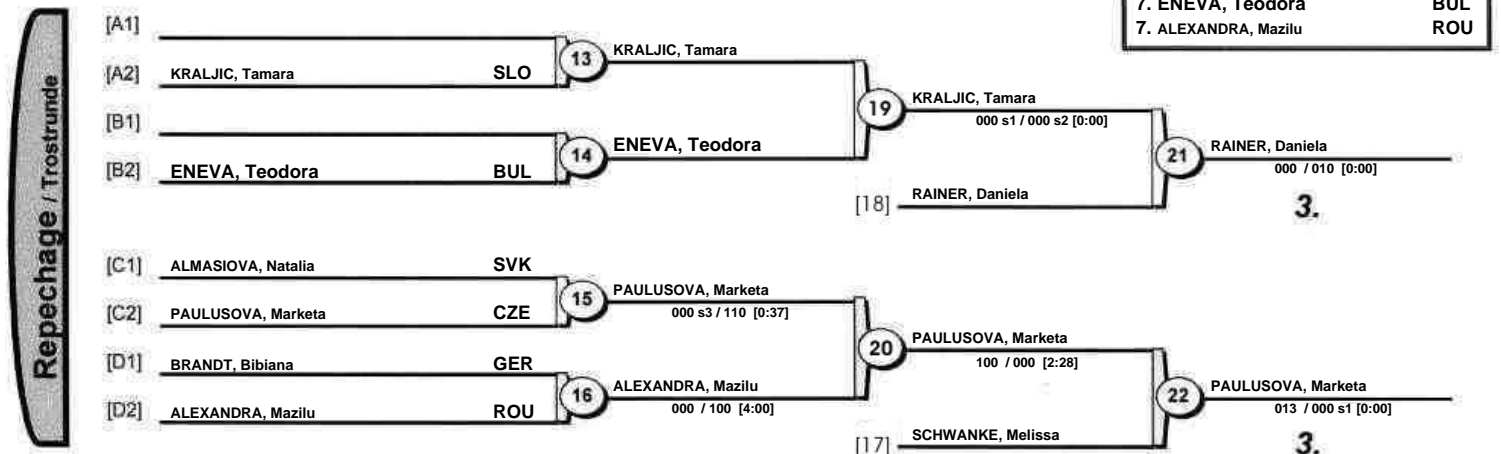 7. ENEVA, Teodora BUL
7. ALEXANDRA, Mazilu ROU
Repechage / Trostrunde
[A1]
[A2] KRALJIC, Tamara SLO
13
KRALJIC, Tamara
[B1]
[B2] ENEVA, Teodora BUL
14
ENEVA, Teodora
19
KRALJIC, Tamara
000 s1 / 000 s2 [0:00]
[18] RAINER, Daniela
21
RAINER, Daniela
000 / 010 [0:00]
3.
[C1] ALMASIOVA, Natalia SVK
[C2] PAULUSOVA, Marketa CZE
15
PAULUSOVA, Marketa
000 s3 / 110 [0:37]
[D1] BRANDT, Bibiana GER
[D2] ALEXANDRA, Mazilu ROU
16
ALEXANDRA, Mazilu
000 / 100 [4:00]
20
PAULUSOVA, Marketa
100 / 000 [2:28]
[17] SCHWANKE, Melissa
22
PAULUSOVA, Marketa
013 / 000 s1 [0:00]
3.